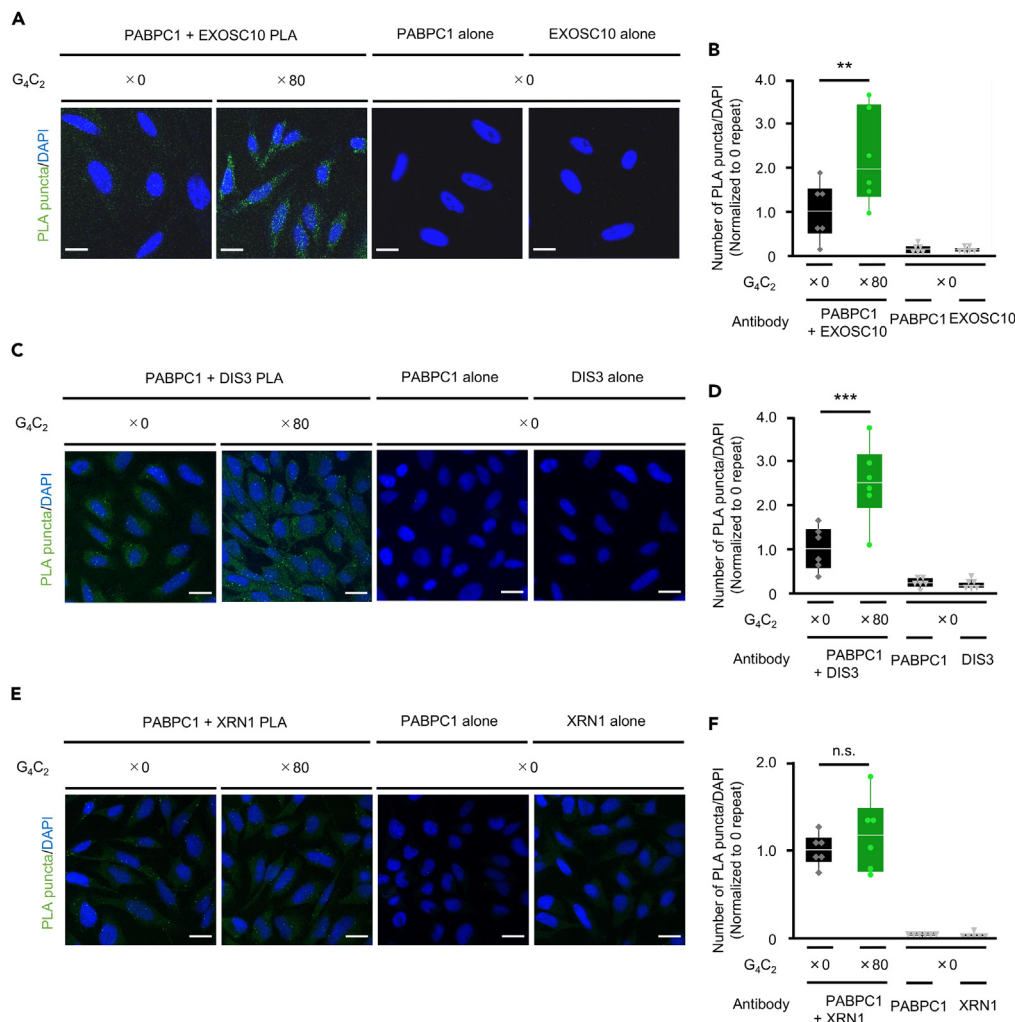 A
PABPC1 + EXOSC10 PLA
PABPC1 alone
EXOSC10 alone
G4C2
×0
×80
×0
PLA puncta/DAPI
B
**
Number of PLA puncta/DAPI
(Normalized to 0 repeat)
4.0
3.0
2.0
1.0
0
G4C2
×0
×80
×0
Antibody
PABPC1
+ EXOSC10
PABPC1
EXOSC10
C
PABPC1 + DIS3 PLA
PABPC1 alone
DIS3 alone
G4C2
×0
×80
×0
PLA puncta/DAPI
D
***
Number of PLA puncta/DAPI
(Normalized to 0 repeat)
4.0
3.0
2.0
1.0
0
G4C2
×0
×80
×0
Antibody
PABPC1
+ DIS3
PABPC1
DIS3
E
PABPC1 + XRN1 PLA
PABPC1 alone
XRN1 alone
G4C2
×0
×80
×0
PLA puncta/DAPI
F
n.s.
Number of PLA puncta/DAPI
(Normalized to 0 repeat)
2.0
1.0
0
G4C2
×0
×80
×0
Antibody
PABPC1
+ XRN1
PABPC1
XRN1